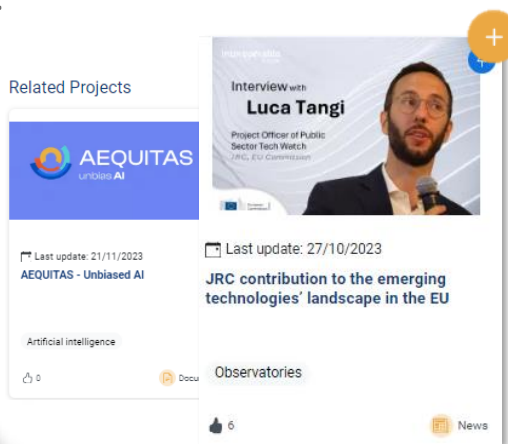 Related Projects
AEQUITAS
unbias AI
Last update: 21/11/2023
AEQUITAS - Unbiased AI
Artificial intelligence
0
Docu
Interview with
Luca Tangi
Project Officer of Public
Sector Tech Watch
JRC, EU Commission
Last update: 27/10/2023
JRC contribution to the emerging
technologies' landscape in the EU
Observatories
6
News